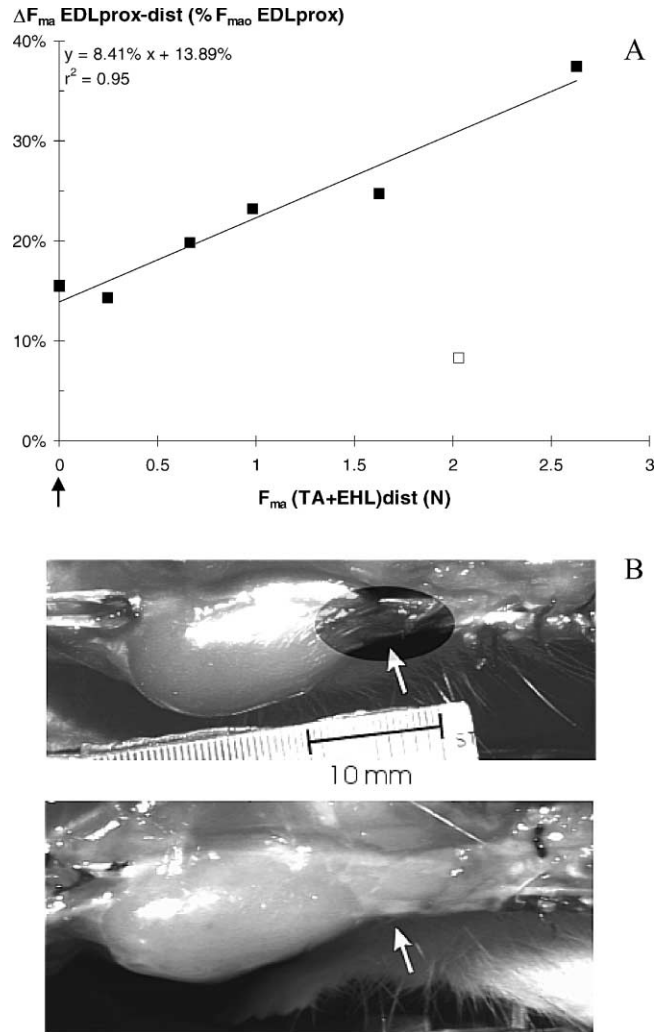 ΔFma EDLprox-dist (% Fmao EDLprox)
A
y = 8.41% x + 13.89%
r² = 0.95
40%
30%
20%
10%
0%
0 0.5 1 1.5 2 2.5 3
Fma (TA+EHL)dist (N)
B
ST
10 mm